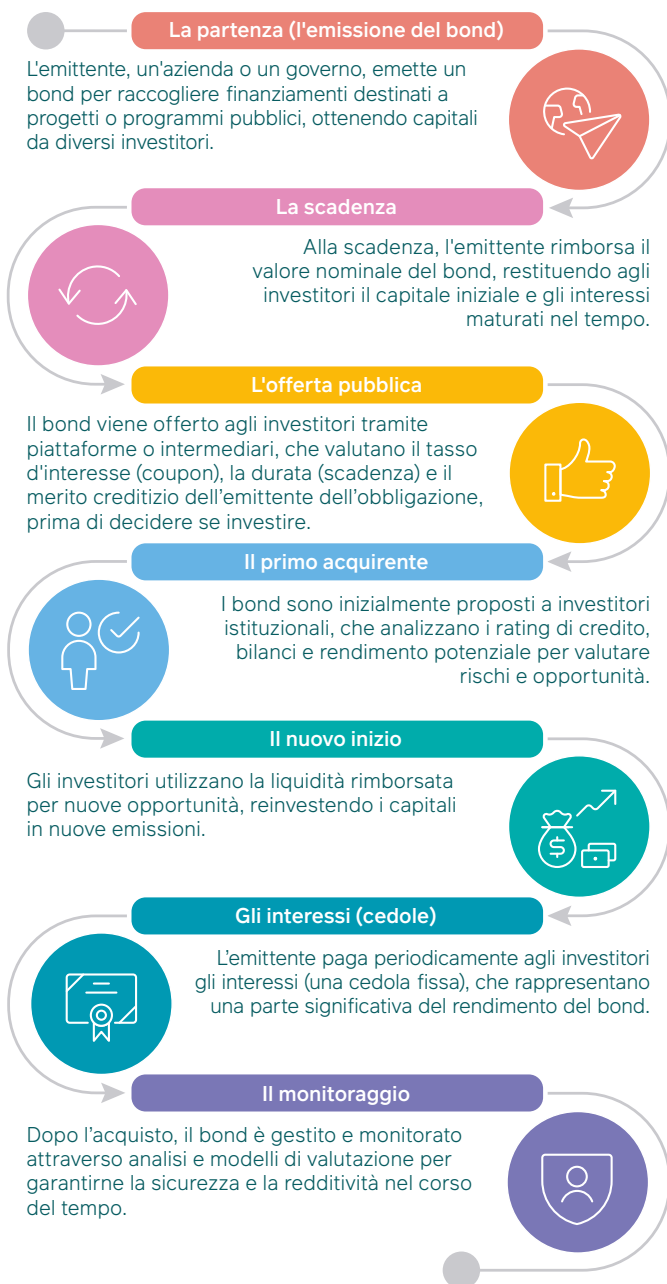 La partenza (l'emissione del bond)
L'emittente, un'azienda o un governo, emette un
bond per raccogliere finanziamenti destinati a
progetti o programmi pubblici, ottenendo capitali
da diversi investitori.
La scadenza
Alla scadenza, l'emittente rimborsa il
valore nominale del bond, restituendo agli
investitori il capitale iniziale e gli interessi
maturati nel tempo.
L'offerta pubblica
Il bond viene offerto agli investitori tramite
piattaforme o intermediari, che valutano il tasso
d'interesse (coupon), la durata (scadenza) e il
merito creditizio dell’emittente dell’obbligazione,
prima di decidere se investire.
Il primo acquirente
I bond sono inizialmente proposti a investitori
istituzionali, che analizzano i rating di credito,
bilanci e rendimento potenziale per valutare
rischi e opportunità.
Il nuovo inizio
Gli investitori utilizzano la liquidità rimborsata
per nuove opportunità, reinvestendo i capitali
in nuove emissioni.
$
Gli interessi (cedole)
L’emittente paga periodicamente agli investitori
gli interessi (una cedola fissa), che rappresentano
una parte significativa del rendimento del bond.
Il monitoraggio
Dopo l’acquisto, il bond è gestito e monitorato
attraverso analisi e modelli di valutazione per
garantirne la sicurezza e la redditività nel corso
del tempo.